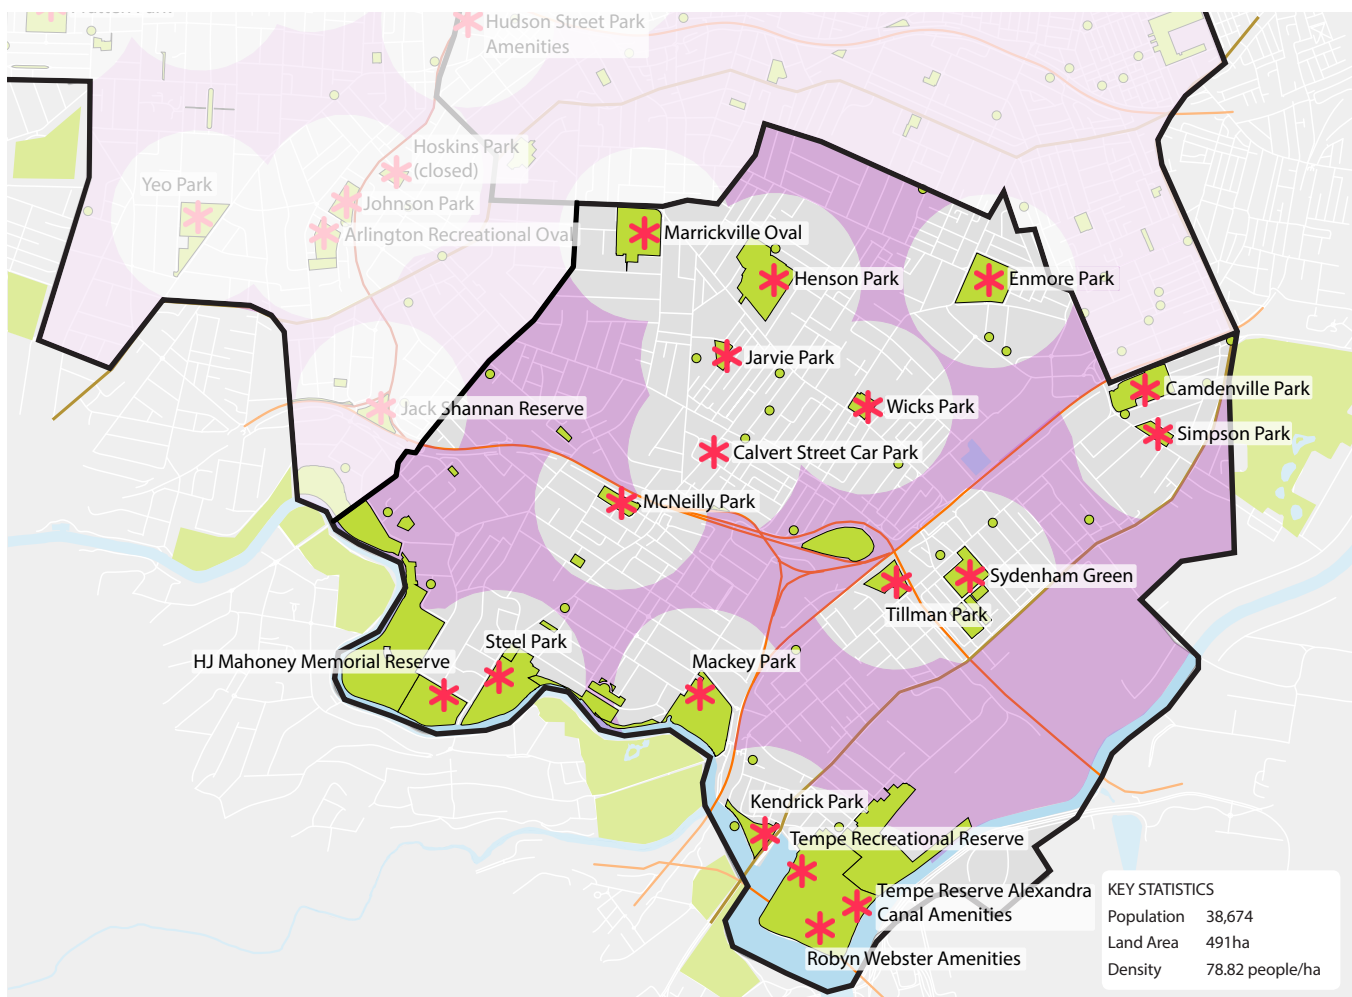 Hudson Street Park
Amenities
Hoskins Park
(closed)
Yeo Park
Johnson Park
Arlington Recreational Oval
Marrickville Oval
Henson Park
Enmore Park
Jarvie Park
Camdenville Park
Jack Shannan Reserve
Wicks Park
Simpson Park
Calvert Street Car Park
McNeilly Park
Sydenham Green
Tillman Park
Steel Park
HJ Mahoney Memorial Reserve
Mackey Park
Kendrick Park
Tempe Recreational Reserve
Tempe Reserve Alexandra
Canal Amenities
Robyn Webster Amenities
KEY STATISTICS
Population 38,674
Land Area 491ha
Density 78.82 people/ha